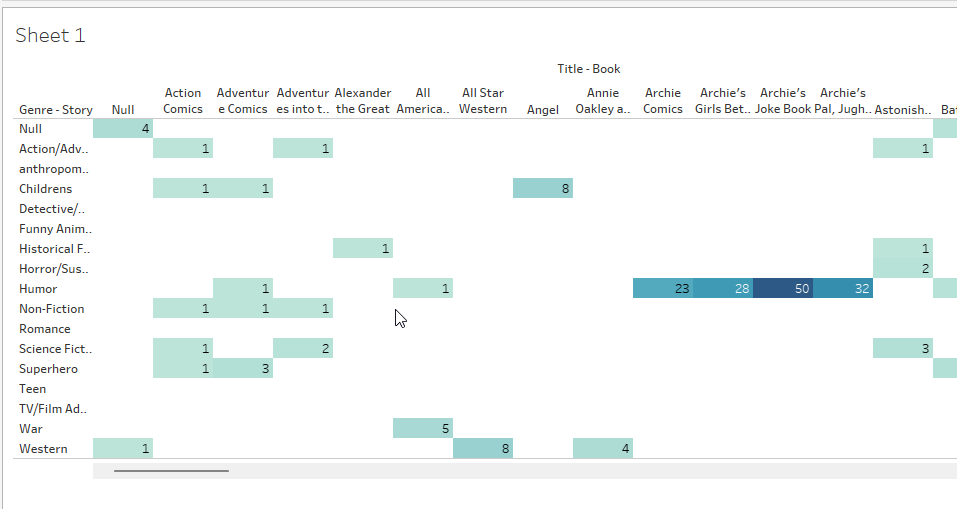 Sheet 1
Title - Book
Action Adventur Adventur Alexander All All Star Annie Archie Archie's Archie's Archie's
Genre - Story Null Comics e Comics es into t.. the Great America.. Western Angel Oakley a.. Comics Girls Bet.. Joke Book Pal, Jugh.. Astonish.. Bat
Null 4
Action/Adv.. 1 1 1
anthropom..
Childrens 1 1 8
Detective/..
Funny Anim..
Historical F.. 1 1
Horror/Sus.. 2
Humor 1 1 23 28 50 32
Non-Fiction 1 1 1
Romance
Science Fict.. 1 2 3
Superhero 1 3
Teen
TV/Film Ad..
War 5
Western 1 8 4